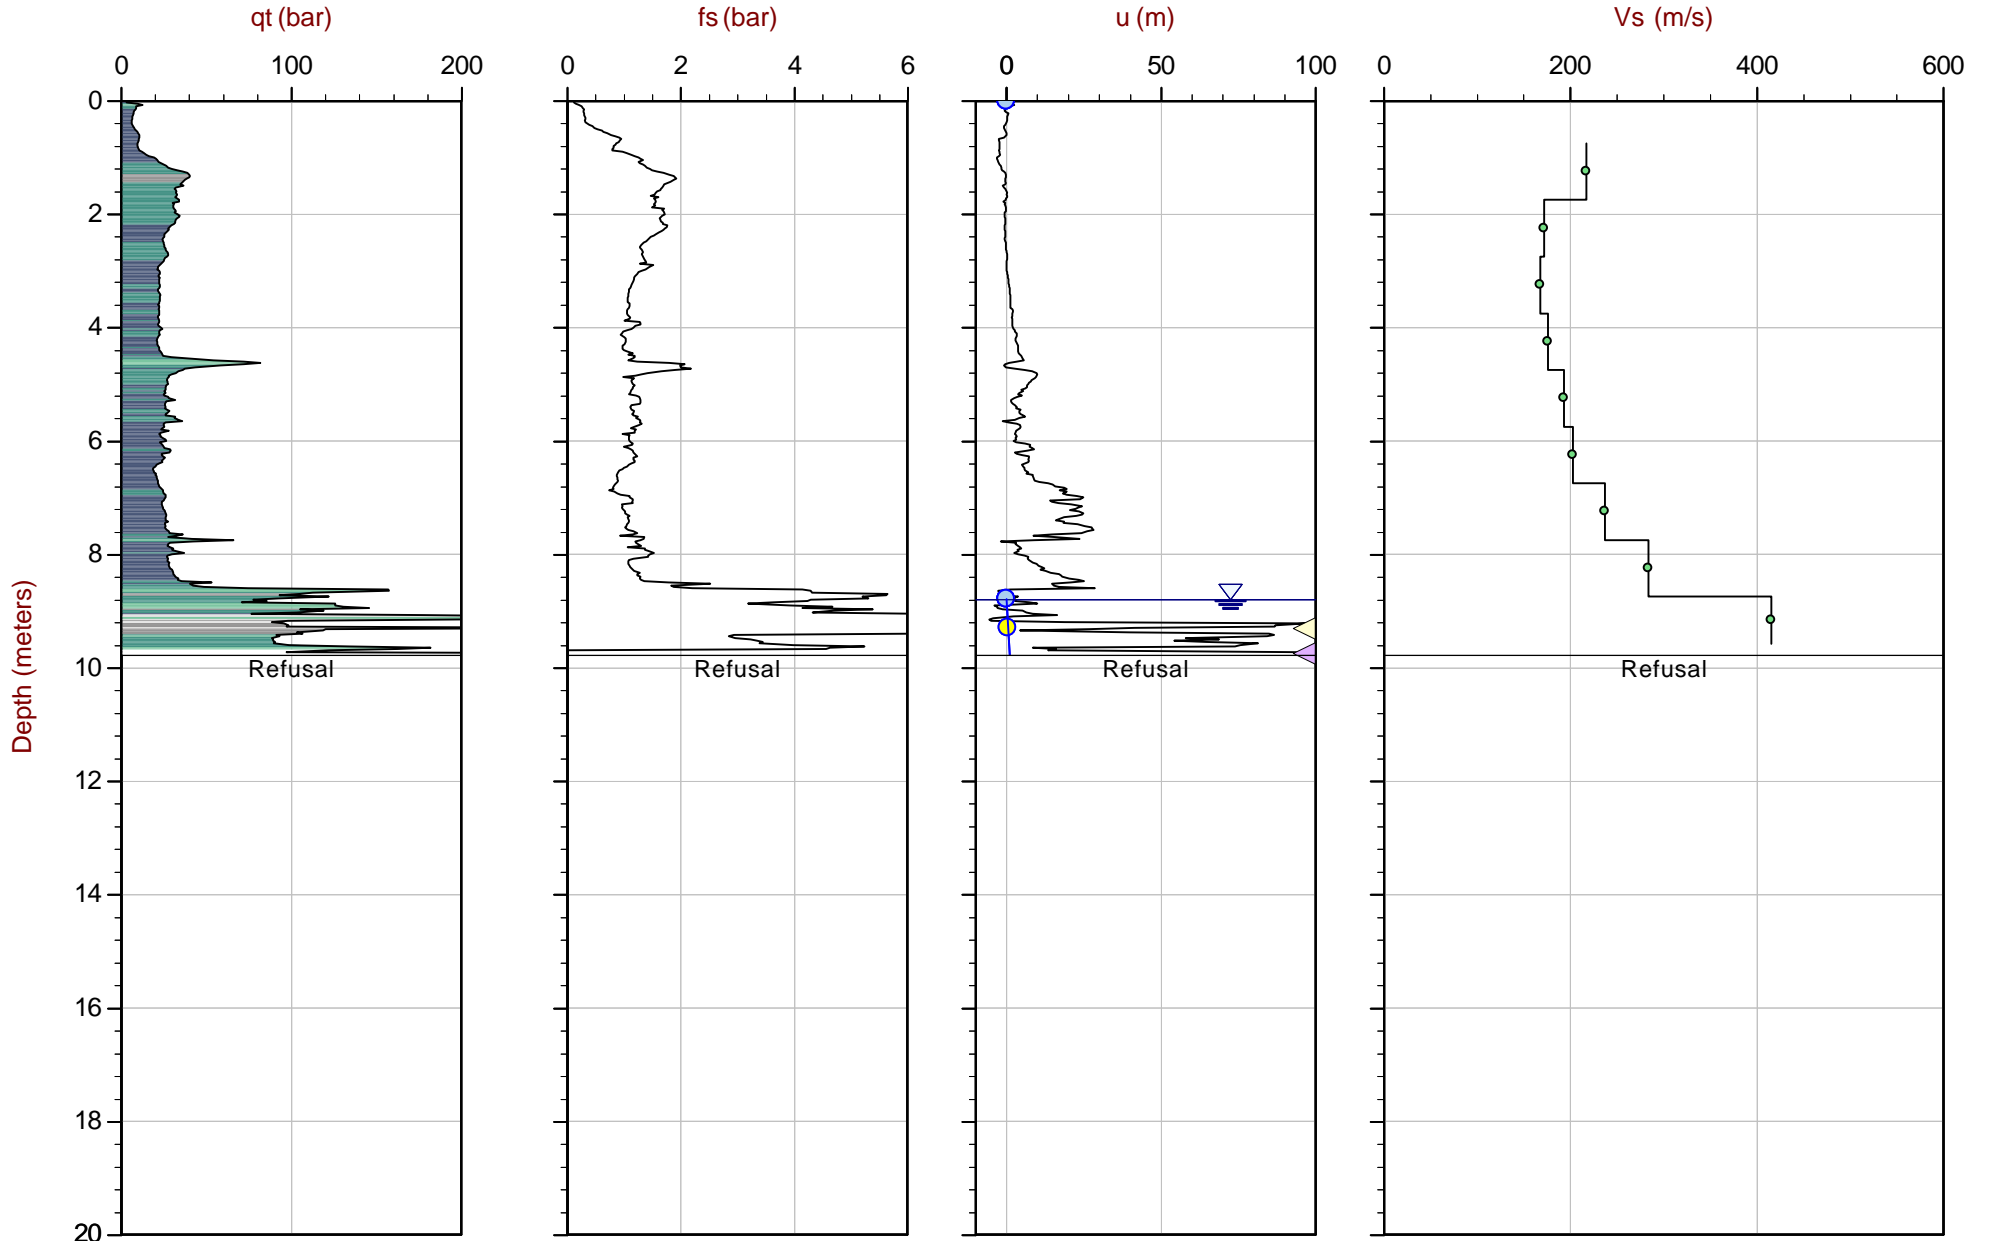 qt (bar)
fs (bar)
u (m)
Vs (m/s)
0 100 200
0 2 4 6
0 50 100
0 200 400 600
0
2
4
6
8
10
12
14
16
18
20
Depth (meters)
Refusal
Refusal
Refusal
Refusal